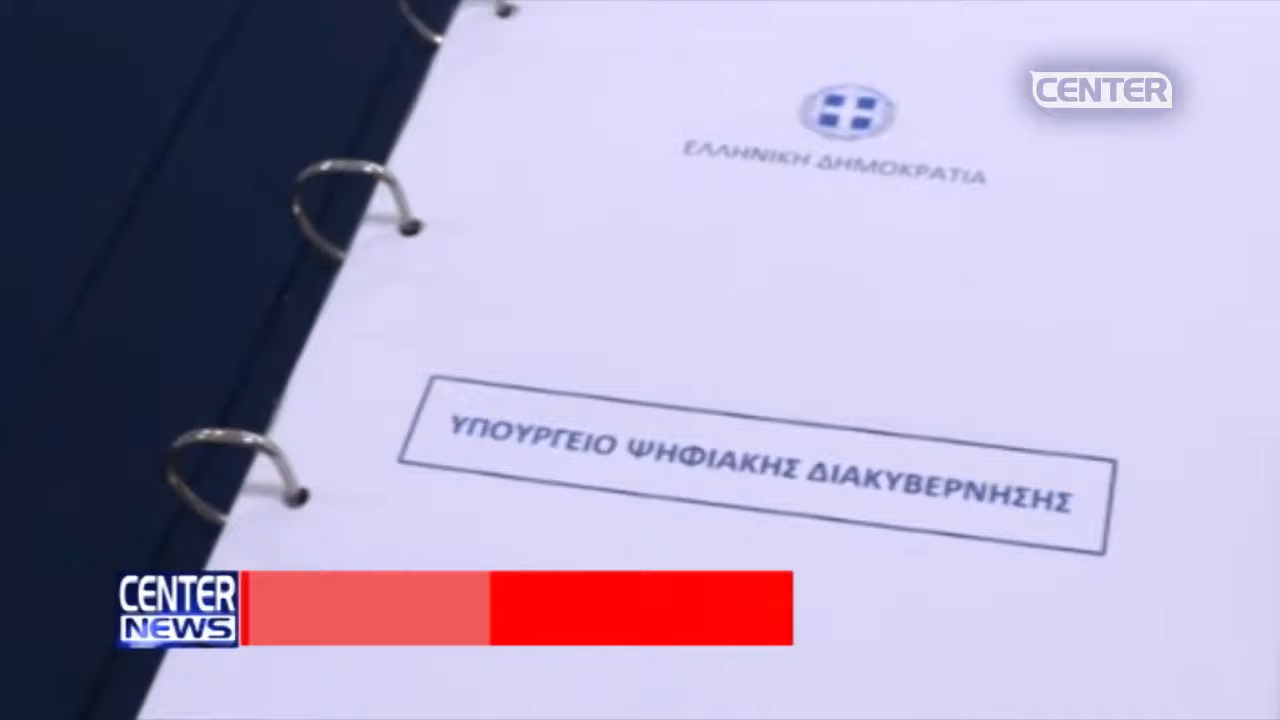 CENTER
ΕΛΛΗΝΙΚΗ ΔΗΜΟΚΡΑΤΙΑ
ΥΠΟΥΡΓΕΙΟ ΨΗΦΙΑΚΗΣ ΔΙΑΚΥΒΕΡΝΗΣΗΣ
CENTER
NEWS